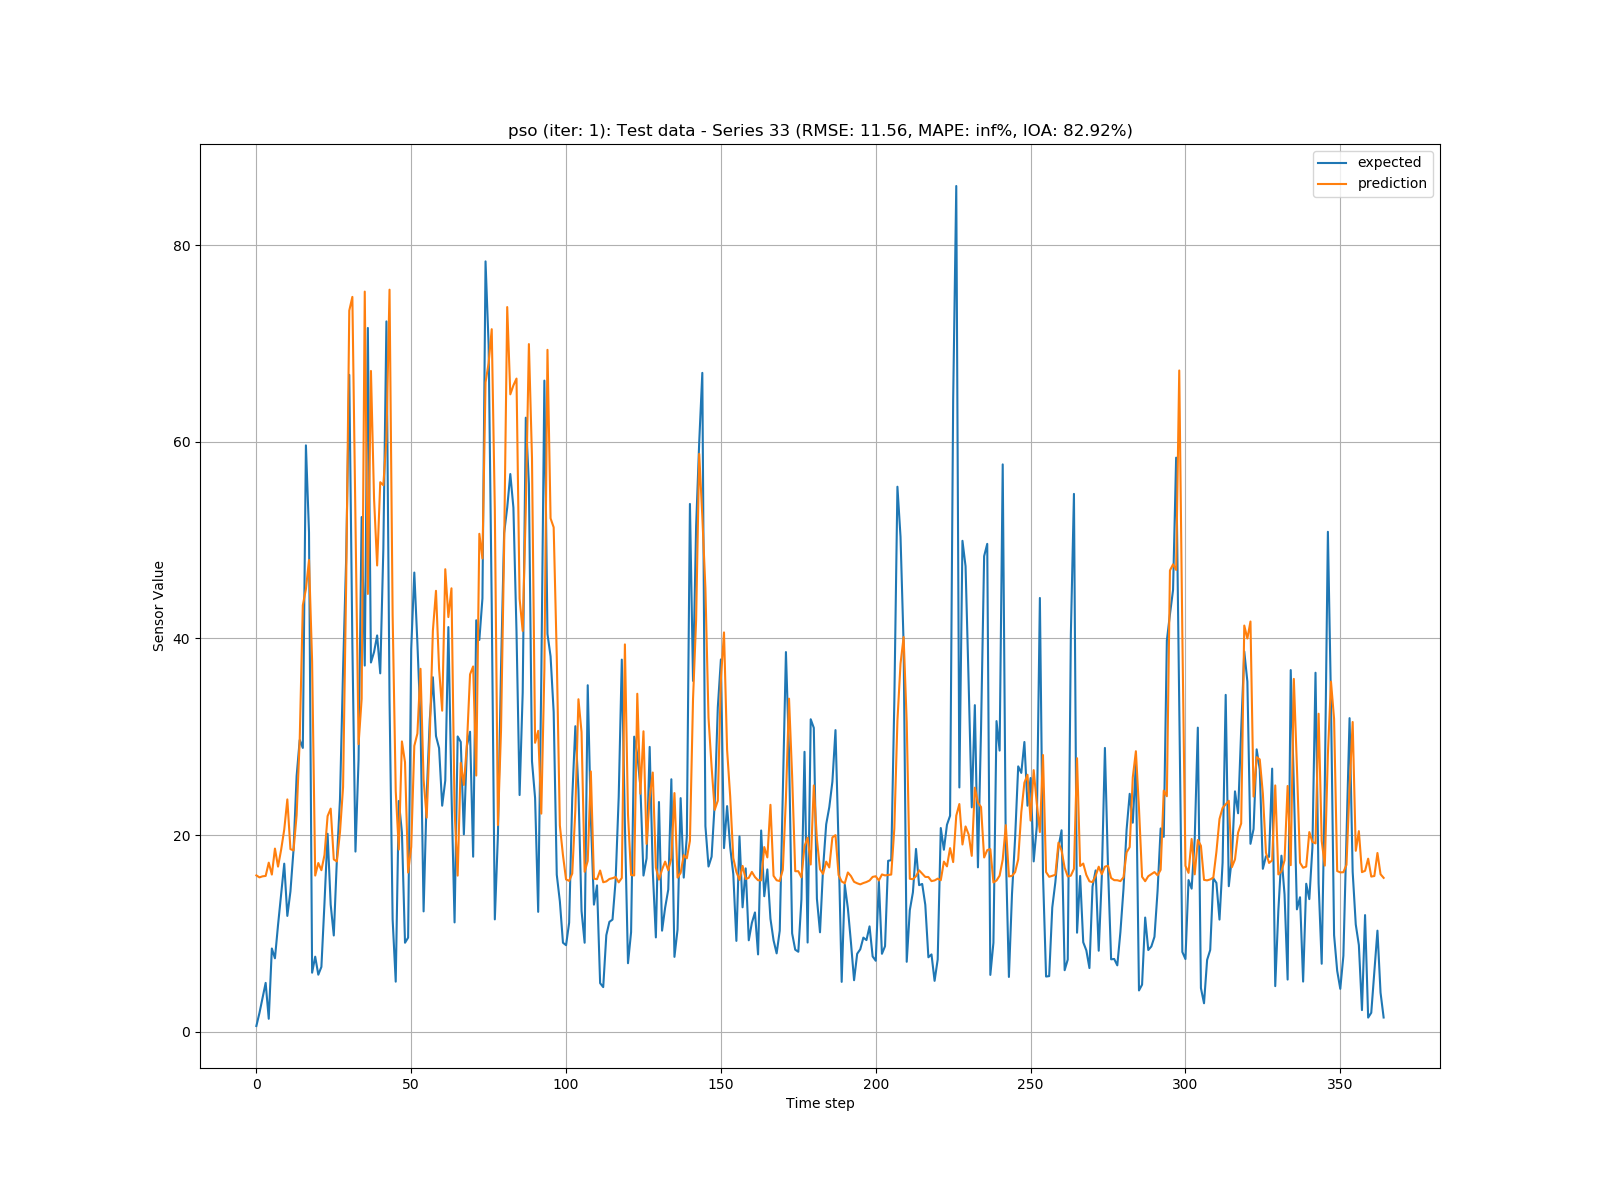 pso (iter: 1): Test data - Series 33 (RMSE: 11.56, MAPE: inf%, IOA: 82.92%)
expected
prediction
80
60
40
20
0
Sensor Value
0 50 100 150 200 250 300 350
Time step